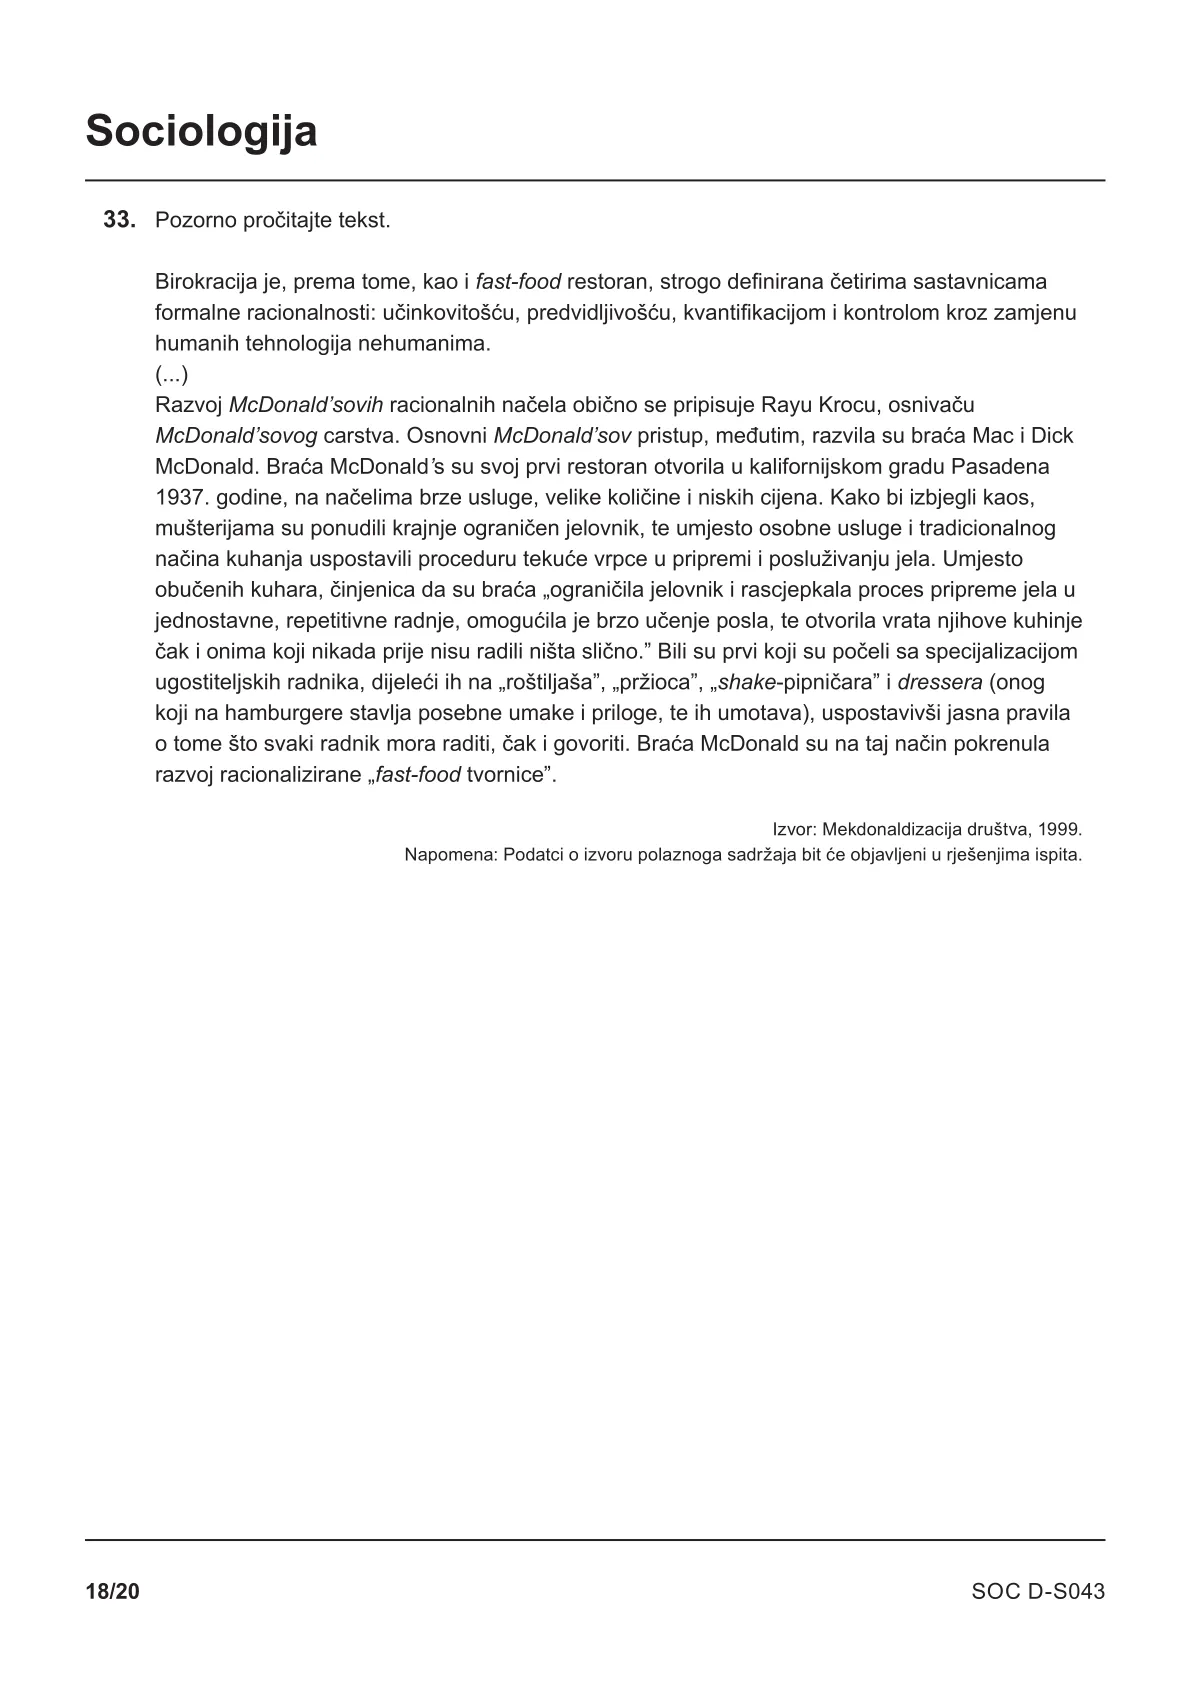 Sociologija
33. Pozorno pročitajte tekst.
Birokracija je, prema tome, kao i fast-food restoran, strogo definirana četirima sastavnicama
formalne racionalnosti: učinkovitošću, predvidljivošću, kvantifikacijom i kontrolom kroz zamjenu
humanih tehnologija nehumanima.
(...)
Razvoj McDonald’sovih racionalnih načela obično se pripisuje Rayu Krocu, osnivaču
McDonald’sovog carstva. Osnovni McDonald’sov pristup, međutim, razvila su braća Mac i Dick
McDonald. Braća McDonald’s su svoj prvi restoran otvorila u kalifornijskom gradu Pasadena
1937. godine, na načelima brze usluge, velike količine i niskih cijena. Kako bi izbjegli kaos,
mušterijama su ponudili krajnje ograničen jelovnik, te umjesto osobne usluge i tradicionalnog
načina kuhanja uspostavili proceduru tekuće vrpce u pripremi i posluživanju jela. Umjesto
obučenih kuhara, činjenica da su braća „ograničila jelovnik i rascjepkala proces pripreme jela u
jednostavne, repetitivne radnje, omogućila je brzo učenje posla, te otvorila vrata njihove kuhinje
čak i onima koji nikada prije nisu radili ništa slično.” Bili su prvi koji su počeli sa specijalizacijom
ugostiteljskih radnika, dijeleći ih na „roštiljaša”, „pržioca”, „shake-pipničara” i dressera (onog
koji na hamburgere stavlja posebne umake i priloge, te ih umotava), uspostavivši jasna pravila
o tome što svaki radnik mora raditi, čak i govoriti. Braća McDonald su na taj način pokrenula
razvoj racionalizirane „fast-food tvornice”.
Izvor: Mekdonaldizacija društva, 1999.
Napomena: Podatci o izvoru polaznoga sadržaja bit će objavljeni u rješenjima ispita.
18/20
SOC D-S043